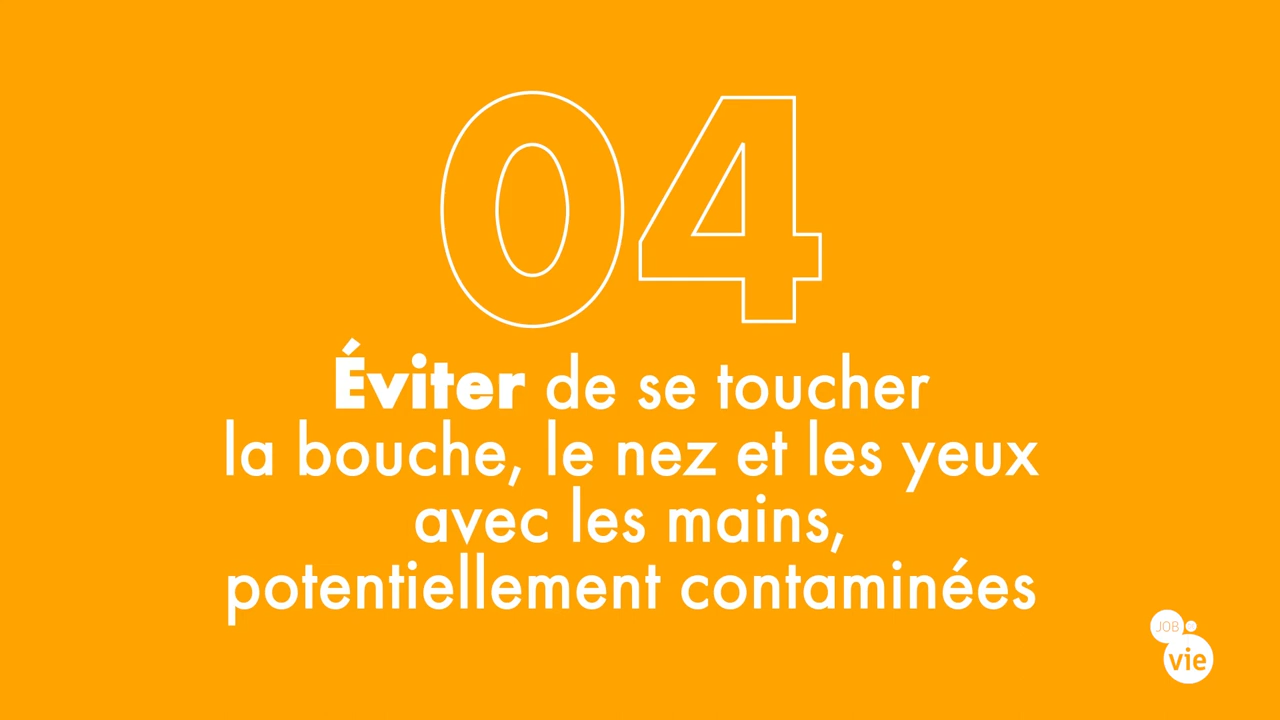 04
Éviter de se toucher
la bouche, le nez et les yeux
avec les mains,
potentiellement contaminées
JOB
vie